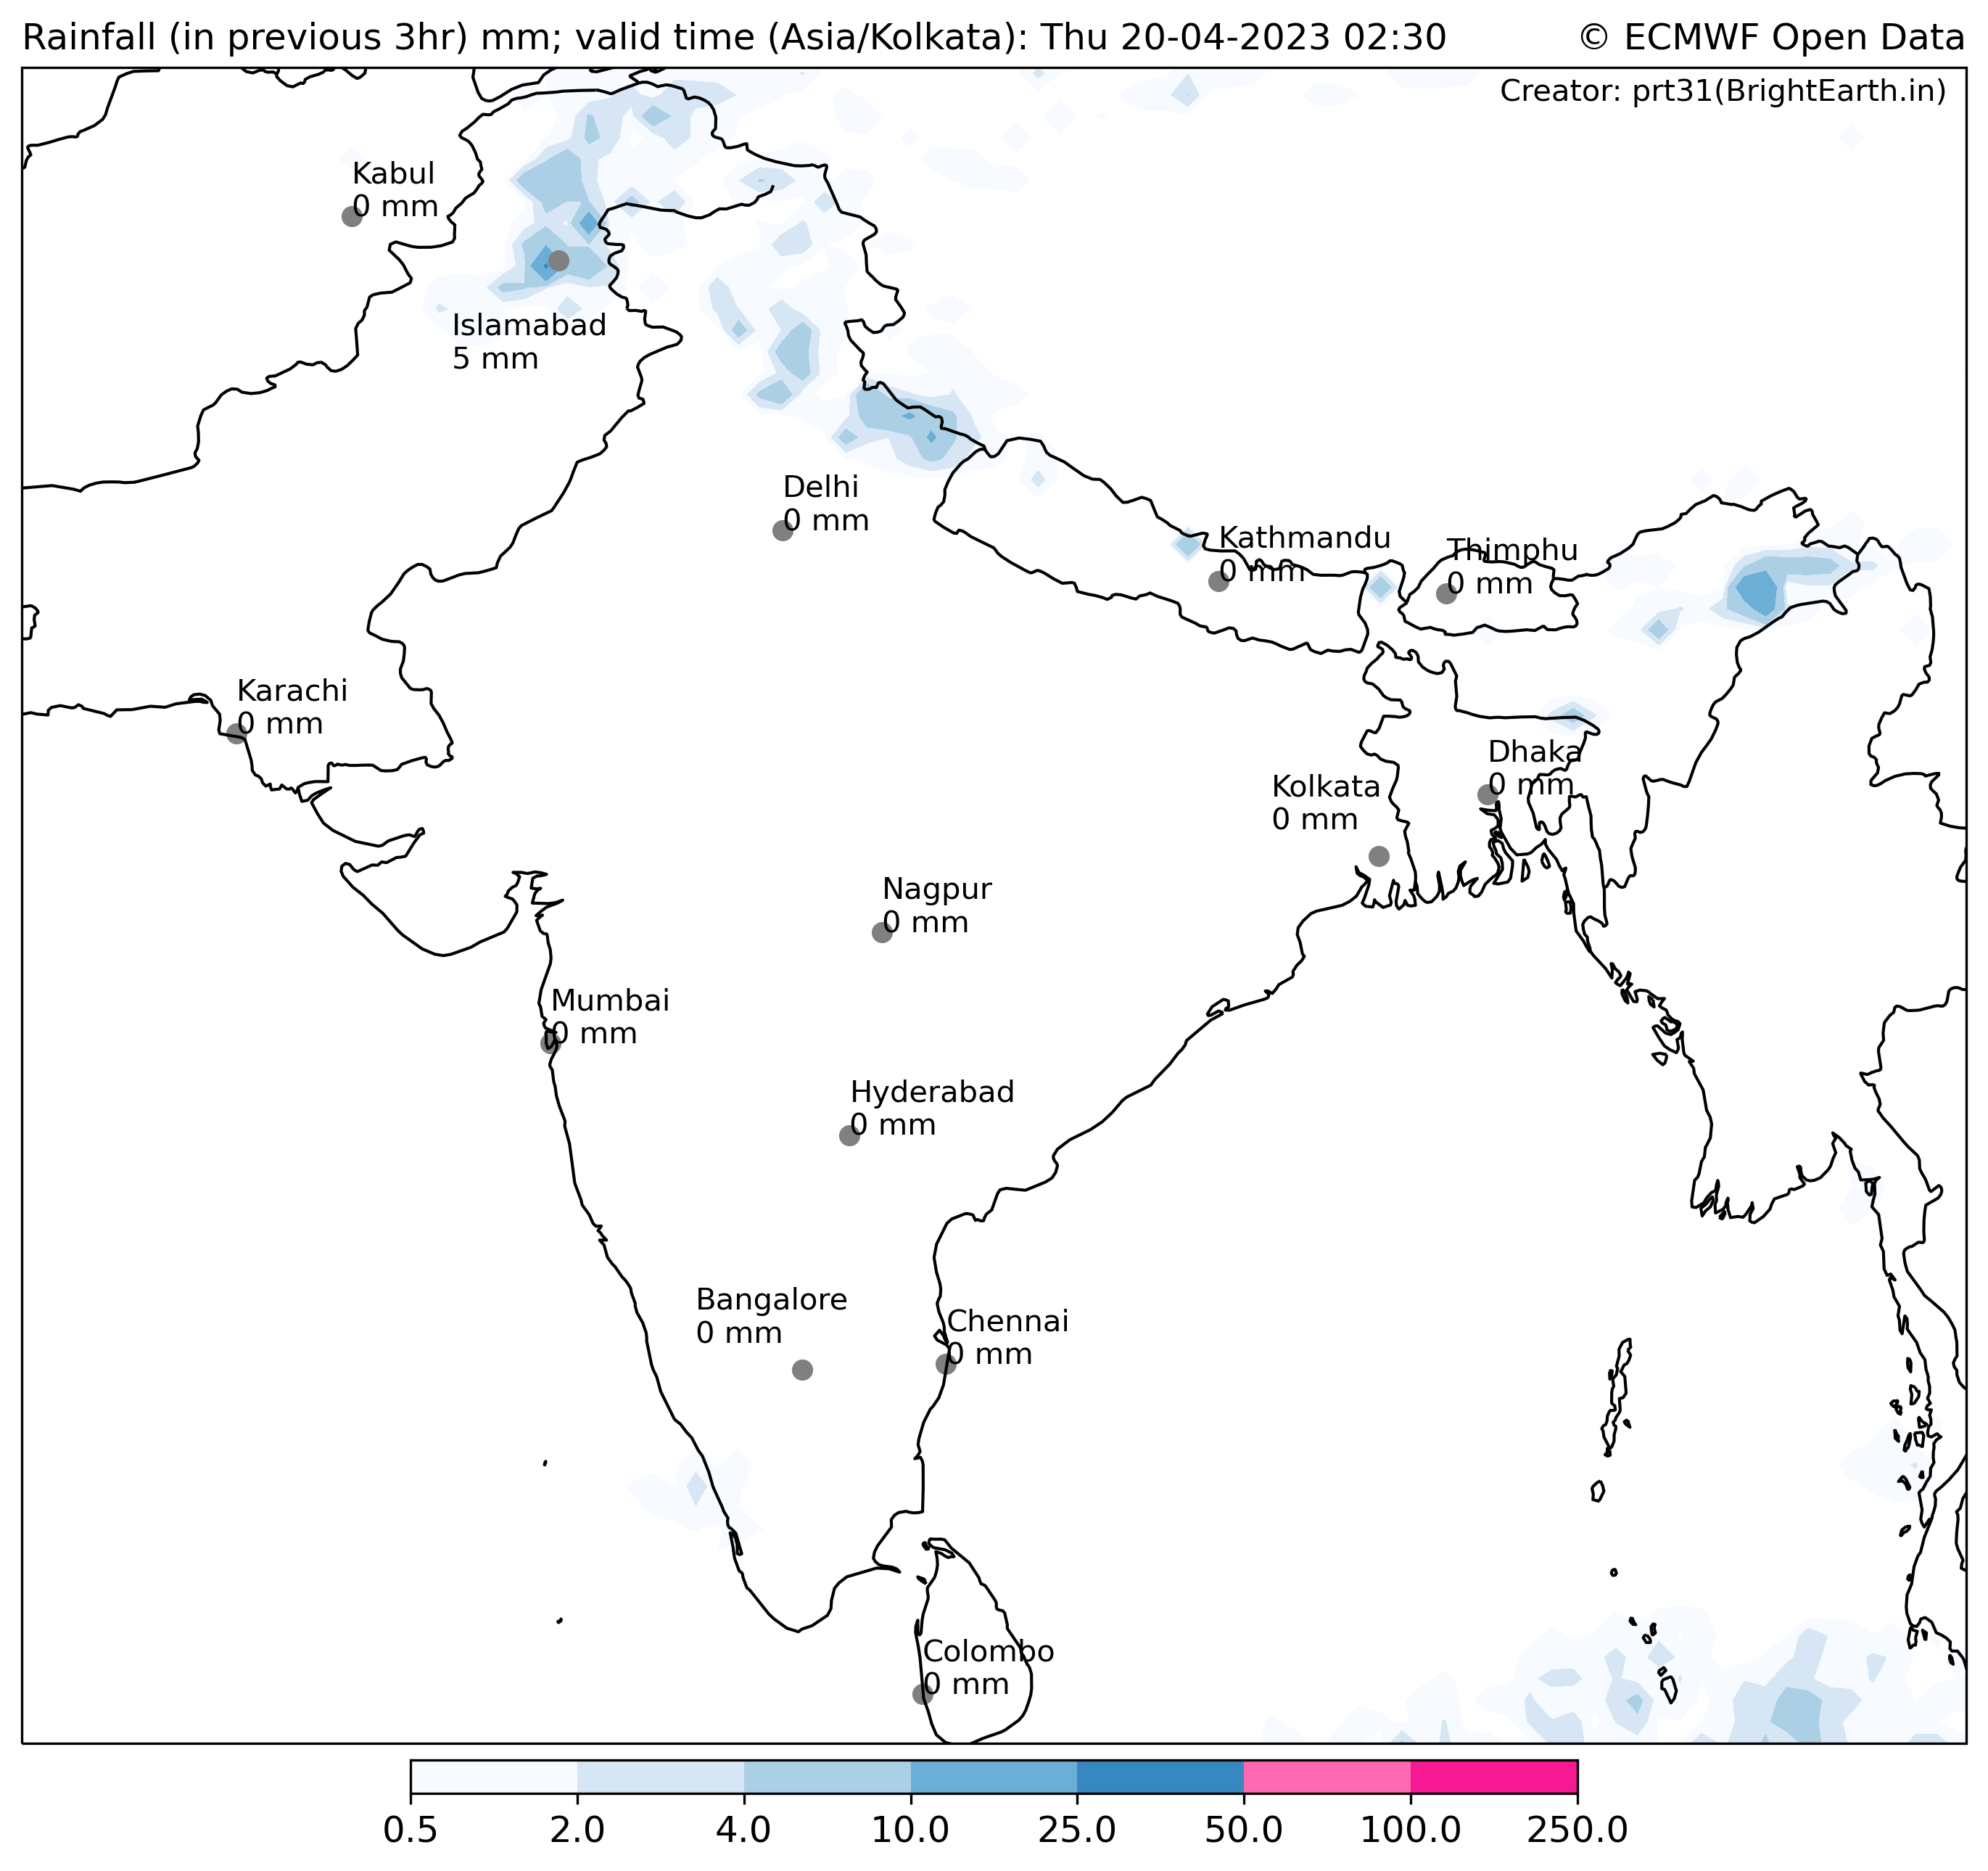 Rainfall (in previous 3hr) mm; valid time (Asia/Kolkata): Thu 20-04-2023 02:30
© ECMWF Open Data
Creator: prt31(BrightEarth.in)
Kabul
0 mm
Islamabad
5 mm
Delhi
0 mm
Kathmandu
0 mm
Thimphu
0 mm
Karachi
0 mm
Dhaka
0 mm
Kolkata
0 mm
Nagpur
0 mm
Mumbai
0 mm
Hyderabad
0 mm
Bangalore
0 mm
Chennai
0 mm
Colombo
0 mm
0.5 2.0 4.0 10.0 25.0 50.0 100.0 250.0